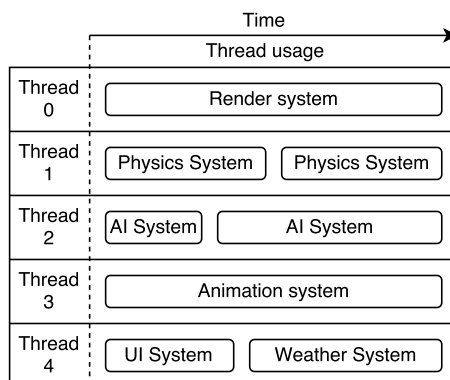 Time
Thread usage
Thread
0
Render system
Thread
1
Physics System
Physics System
Thread
2
AI System
AI System
Thread
3
Animation system
Thread
4
UI System
Weather System